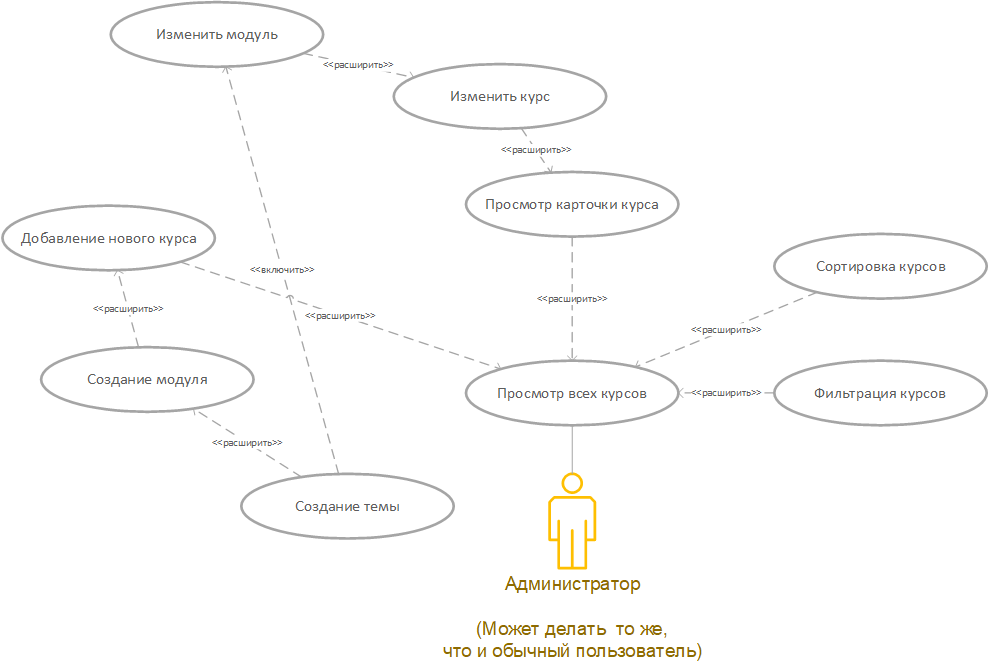 Изменить модуль
<<расширить>>
Изменить курс
<<расширить>>
Просмотр карточки курса
Добавление нового курса
<<включить>>
Сортировка курсов
<<расширить>>
<<расширить>>
<<расширить>>
<<расширить>>
Создание модуля
Просмотр всех курсов
<<расширить>>
Фильтрация курсов
<<расширить>>
Создание темы
Администратор
(Может делать то же,
что и обычный пользователь)